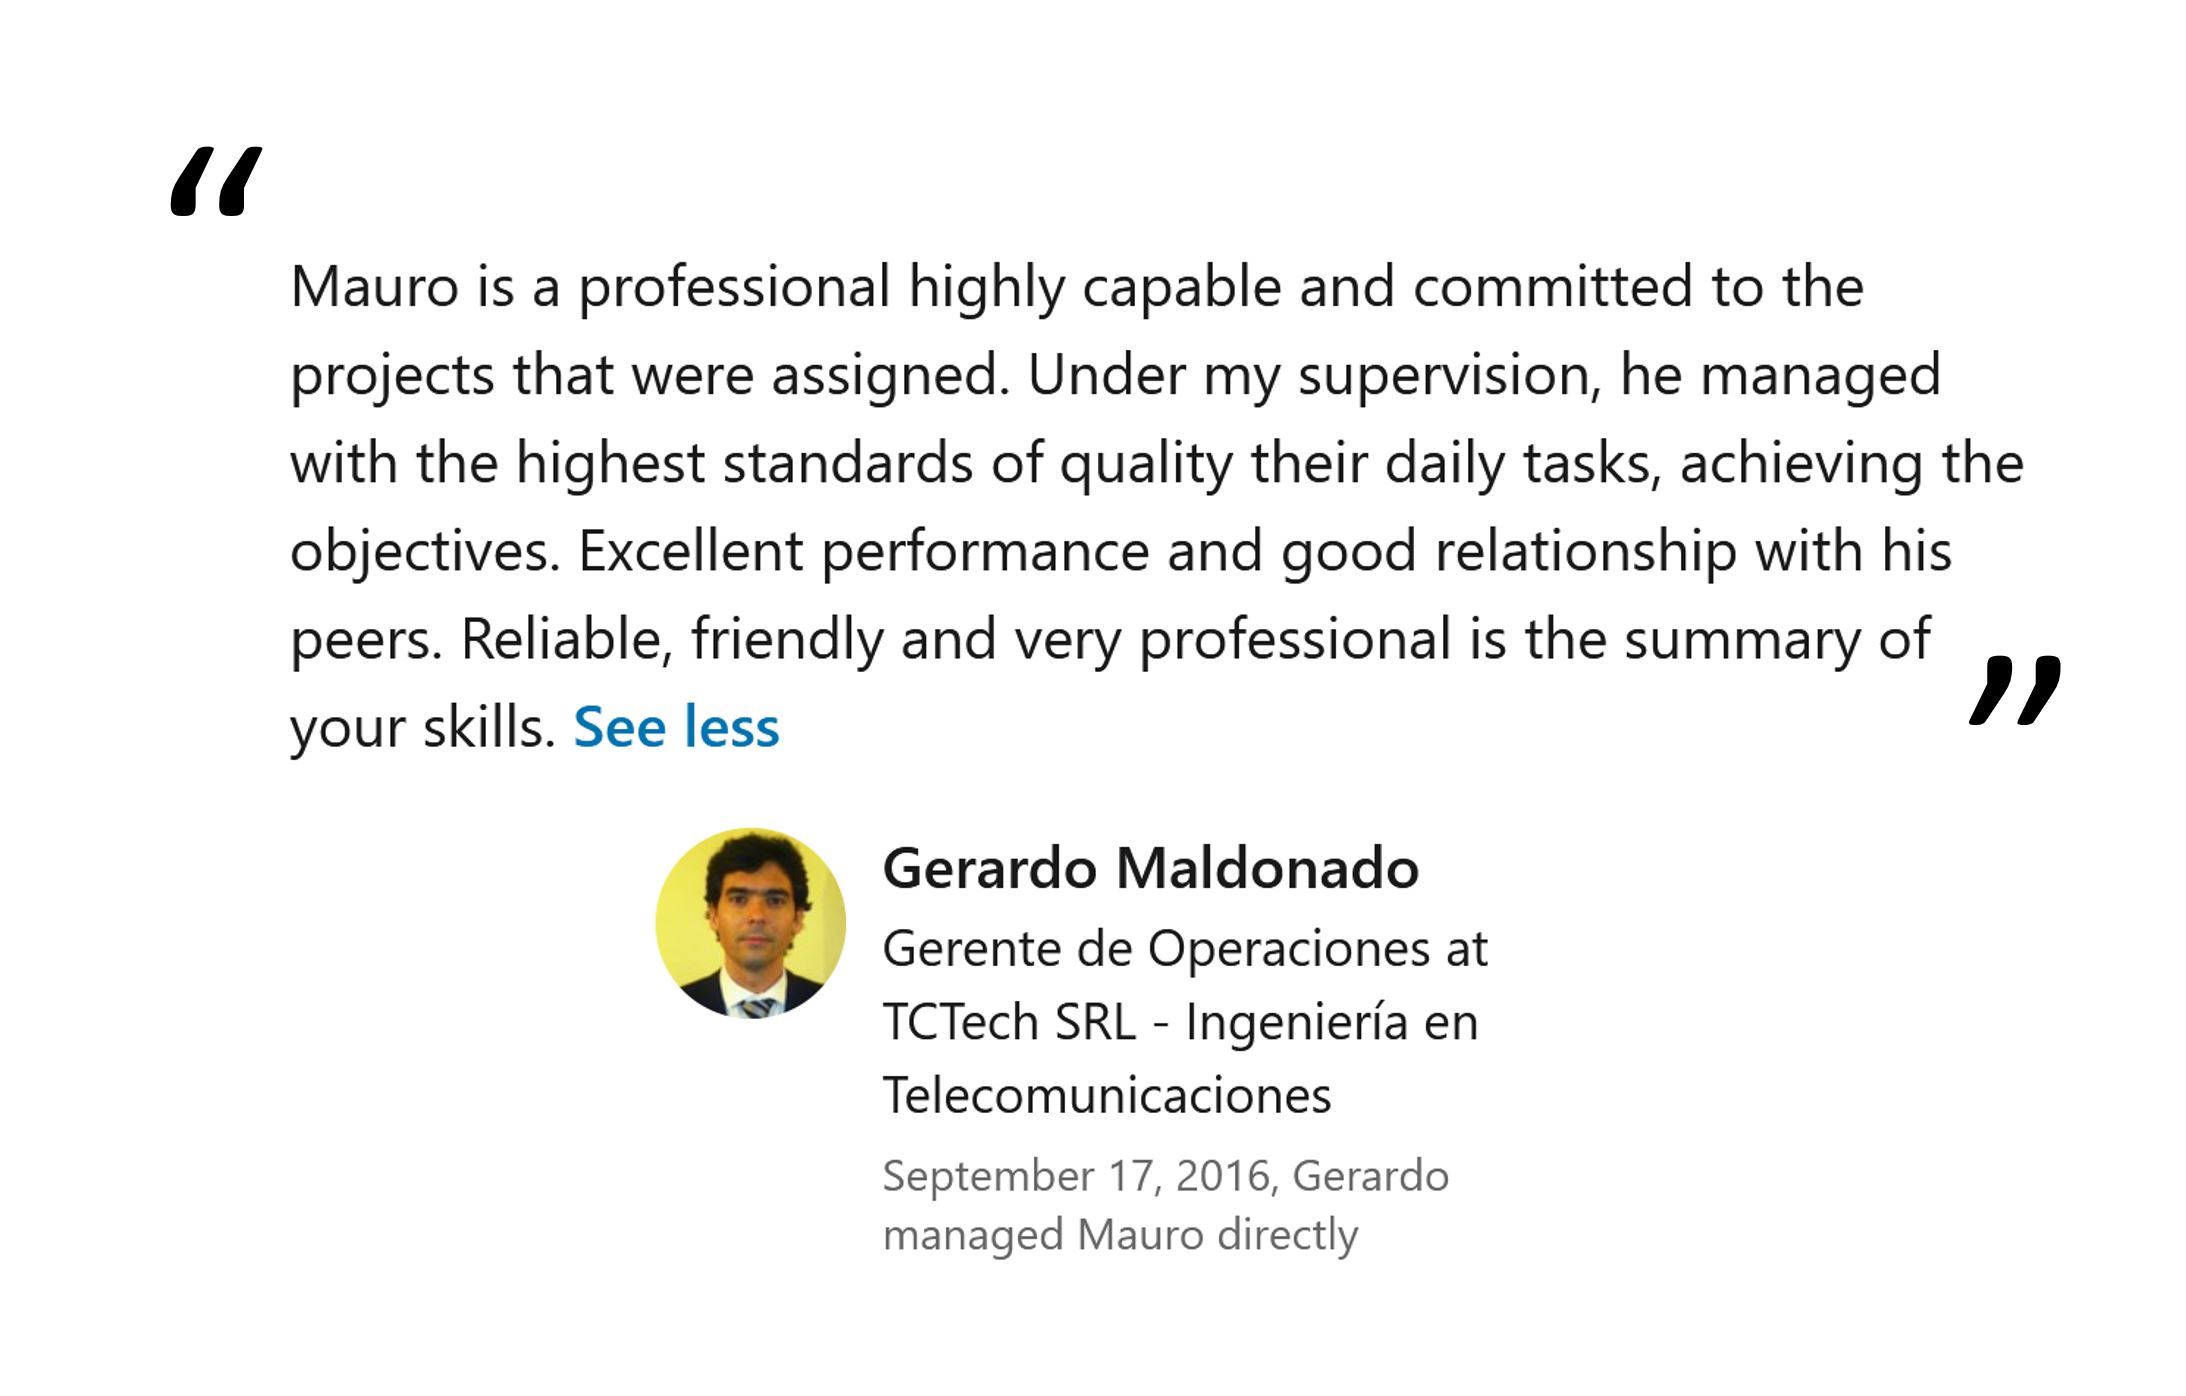 “
Mauro is a professional highly capable and committed to the
projects that were assigned. Under my supervision, he managed
with the highest standards of quality their daily tasks, achieving the
objectives. Excellent performance and good relationship with his
peers. Reliable, friendly and very professional is the summary of
your skills. See less
”
Gerardo Maldonado
Gerente de Operaciones at
TCTech SRL - Ingeniería en
Telecomunicaciones
September 17, 2016, Gerardo
managed Mauro directly